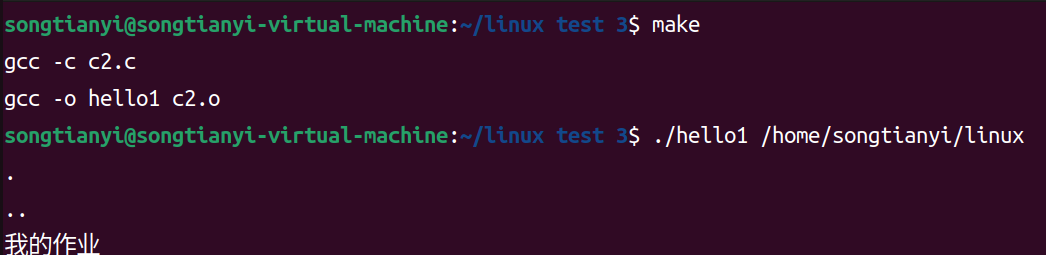 songtianyi@songtianyi-virtual-machine:~/linux test 3$ make
gcc -c c2.c
gcc -o hello1 c2.o
songtianyi@songtianyi-virtual-machine:~/linux test 3$ ./hello1 /home/songtianyi/linux
.
..
我的作业